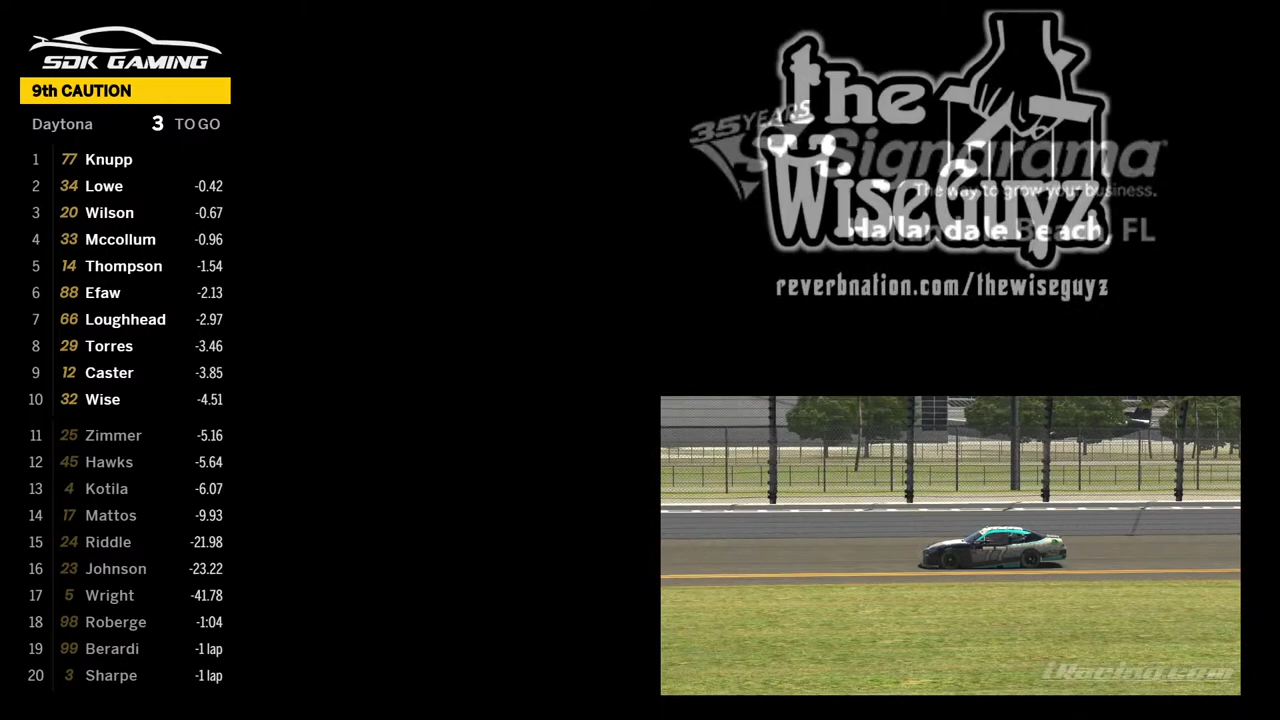 SDK GAMING
9th CAUTION
Daytona 3 TO GO
1 77 Knupp
2 34 Lowe -0.42
3 20 Wilson -0.67
4 33 Mccollum -0.96
5 14 Thompson -1.54
6 88 Efaw -2.13
7 66 Loughhead -2.97
8 29 Torres -3.46
9 12 Caster -3.85
10 32 Wise -4.51
11 25 Zimmer -5.16
12 45 Hawks -5.64
13 4 Kotila -6.07
14 17 Mattos -9.93
15 24 Riddle -21.98
16 23 Johnson -23.22
17 5 Wright -41.78
18 98 Roberge -1:04
19 99 Berardi -1 lap
20 3 Sharpe -1 lap
the
35 YEARS
Signarama
The way to grow your business.
WiseGuyz
Hallandale Beach, FL
reverbnation.com/thewiseguyz
77
iRacing.com